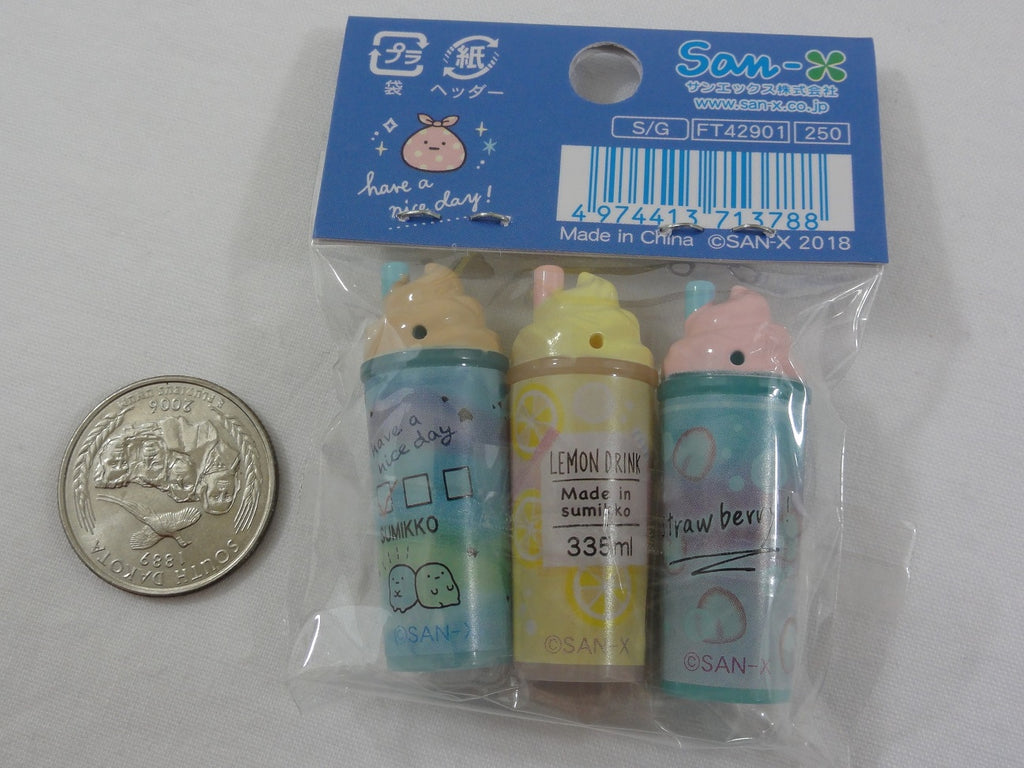 プラ
袋
紙
ヘッダー
San-X
サンエックス株式会社
www.san-x.co.jp
S/G FT42901 250
have a
nice day!
4 974413 713788
Made in China ©SAN-X 2018
have a
nice day
SUMIKKO
©SAN-X
LEMON DRINK
Made in
sumikko
335ml
©SAN-X
strawberry!
©SAN-X
2006
1889
SOUTH DAKOTA